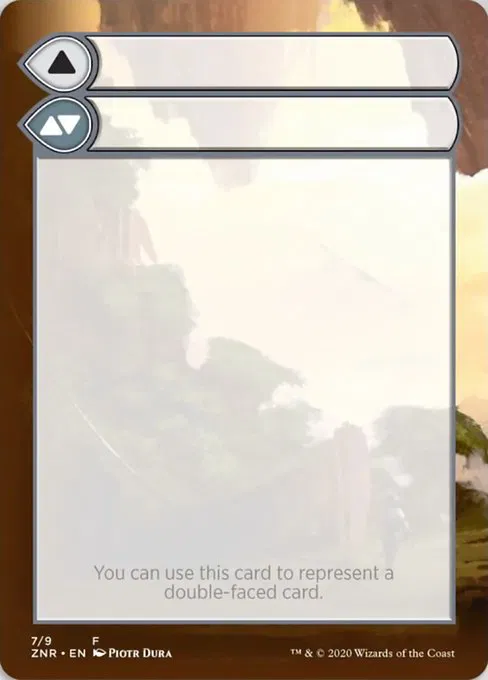 You can use this card to represent a
double-faced card.
7/9 F
ZNR • EN Piotr Dura
™ & © 2020 Wizards of the Coast